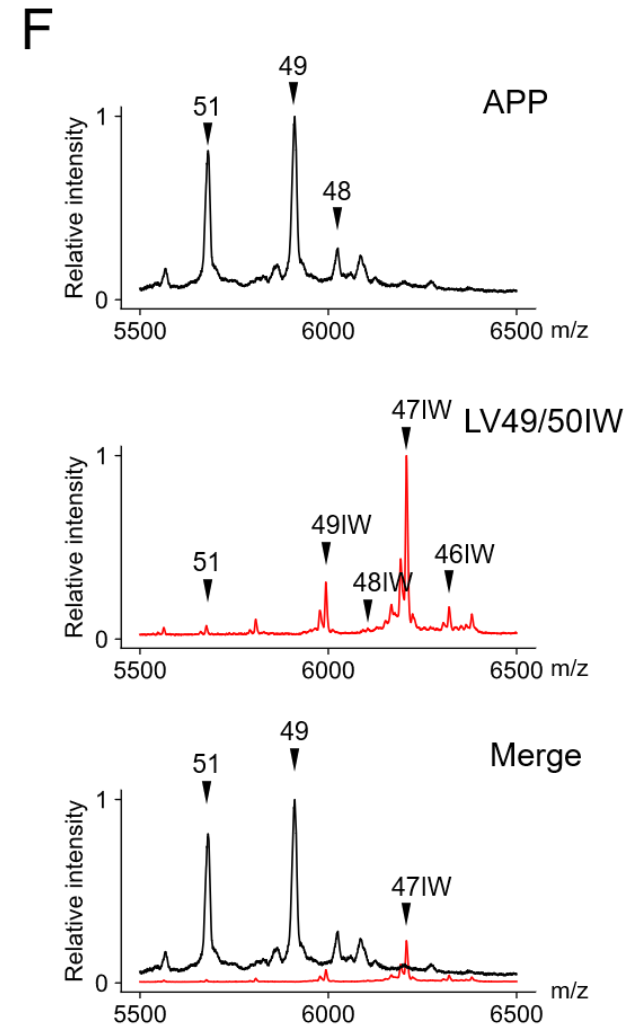 F
APP
49
51
48
Relative intensity
1
0
5500
6000
6500 m/z
LV49/50IW
47IW
49IW
51
48IW
46IW
Relative intensity
1
0
5500
6000
6500 m/z
Merge
49
51
47IW
Relative intensity
1
0
5500
6000
6500 m/z